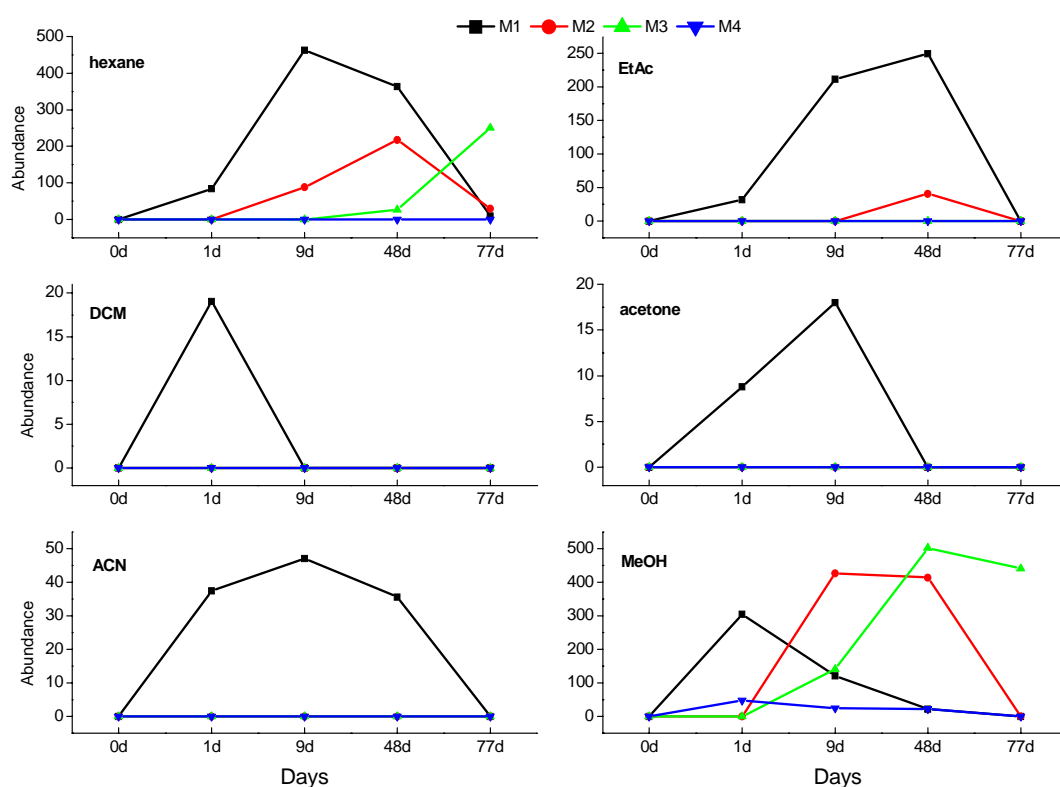 M1 M2 M3 M4
hexane
Abundance
500
400
300
200
100
0
0d 1d 9d 48d 77d
EtAc
250
200
150
100
50
0
0d 1d 9d 48d 77d
DCM
Abundance
20
15
10
5
0
0d 1d 9d 48d 77d
acetone
20
15
10
5
0
0d 1d 9d 48d 77d
ACN
Abundance
50
40
30
20
10
0
0d 1d 9d 48d 77d
Days
MeOH
500
400
300
200
100
0
0d 1d 9d 48d 77d
Days